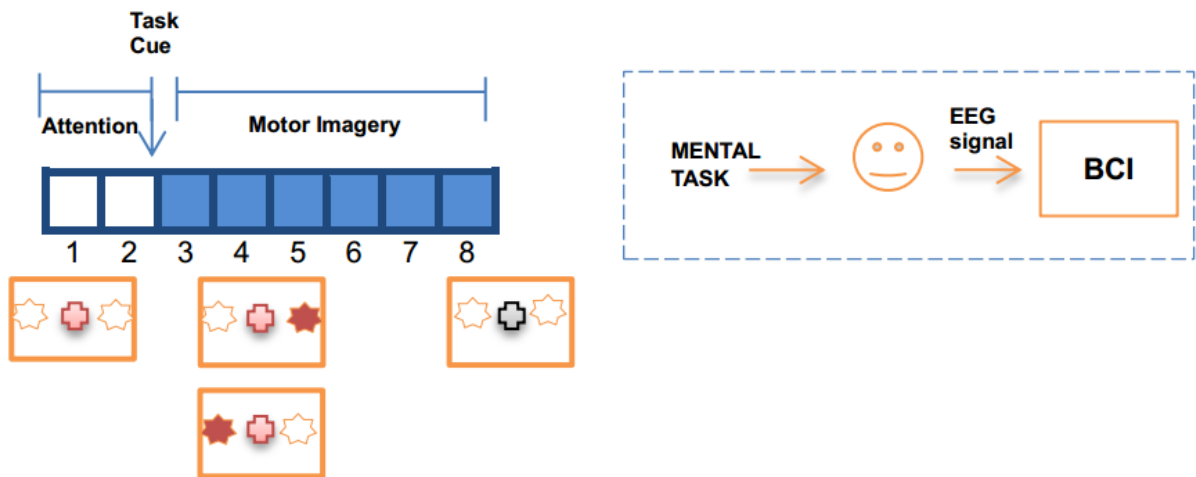 Task
Cue
Attention
Motor Imagery
1 2 3 4 5 6 7 8
MENTAL
TASK
EEG
signal
BCI